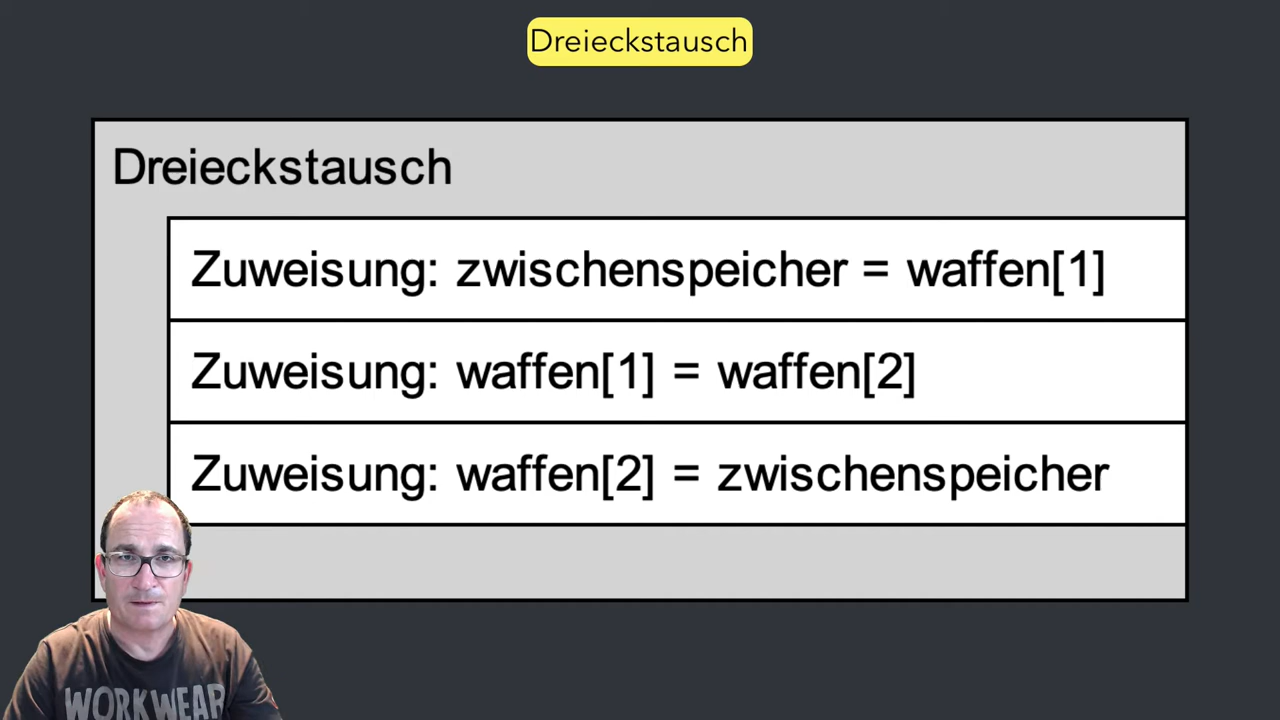 Dreieckstausch
Dreieckstausch
Zuweisung: zwischenspeicher = waffen[1]
Zuweisung: waffen[1] = waffen[2]
Zuweisung: waffen[2] = zwischenspeicher
WORKWEAR